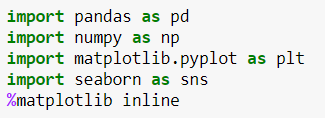 import pandas as pd
import numpy as np
import matplotlib.pyplot as plt
import seaborn as sns
%matplotlib inline